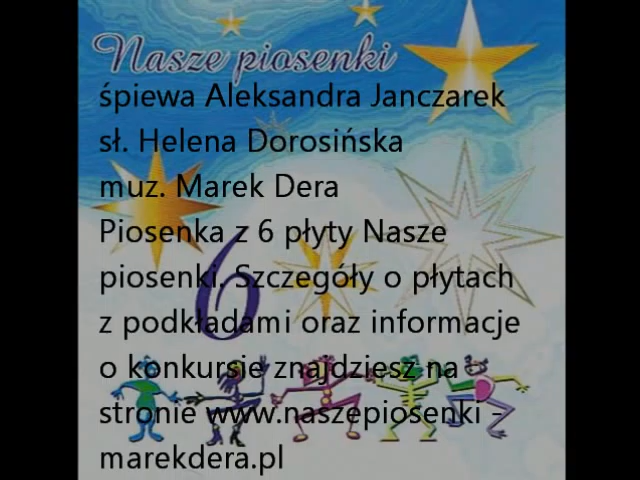 Nasze piosenki
śpiewa Aleksandra Janczarek
sł. Helena Dorosińska
muz. Marek Dera
Piosenka z 6 płyty Nasze
piosenki. Szczegóły o płytach
6
z podkładami oraz informacje
o konkursie znajdziesz na
stronie www.naszepiosenki -
marekdera.pl